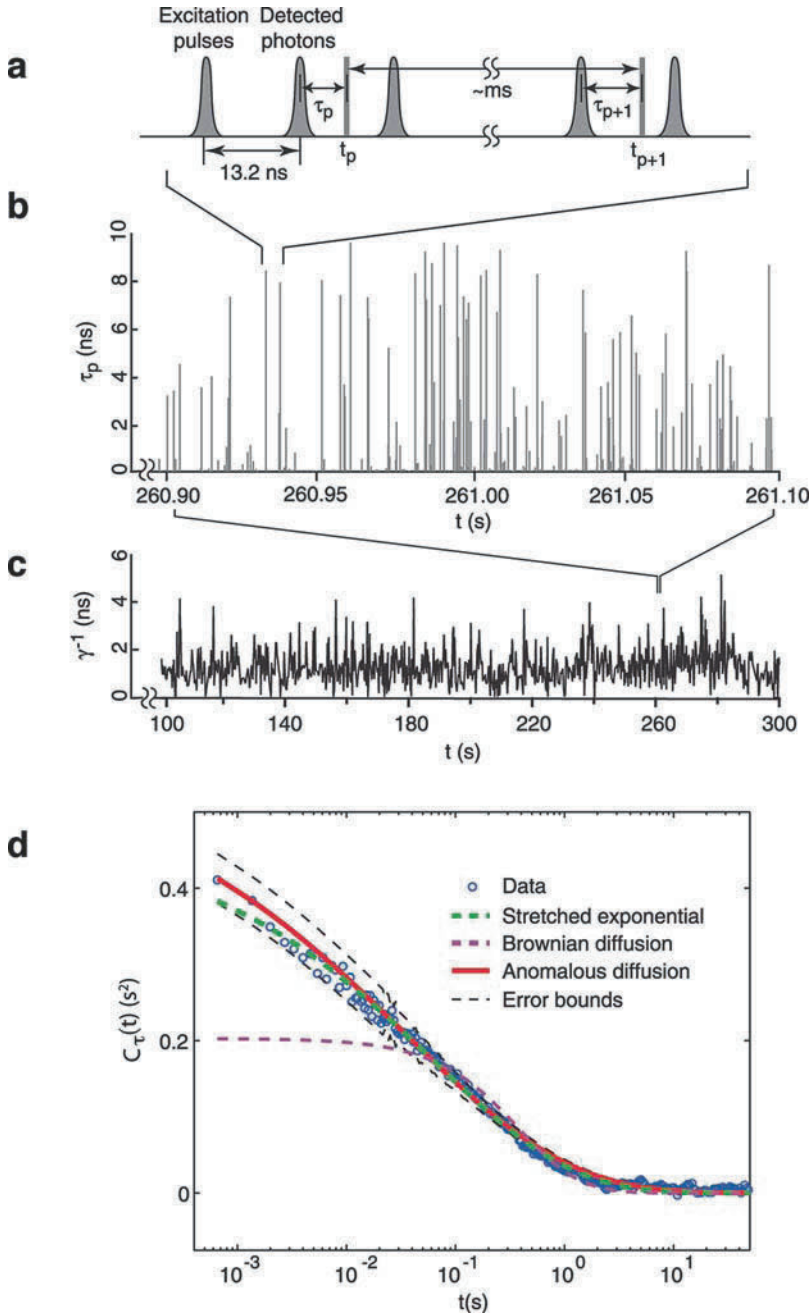 a
Excitation pulses
Detected photons
τp
~ms
τp+1
tp
tp+1
13.2 ns
b
10
8
6
4
2
0
τp (ns)
260.90 260.95 261.00 261.05 261.10
t (s)
c
6
4
2
0
γ-1 (ns)
100 140 180 220 260 300
t (s)
d
0.4
0.2
0
Cτ(t) (s2)
Data
Stretched exponential
Brownian diffusion
Anomalous diffusion
Error bounds
10-3 10-2 10-1 100 101
t(s)